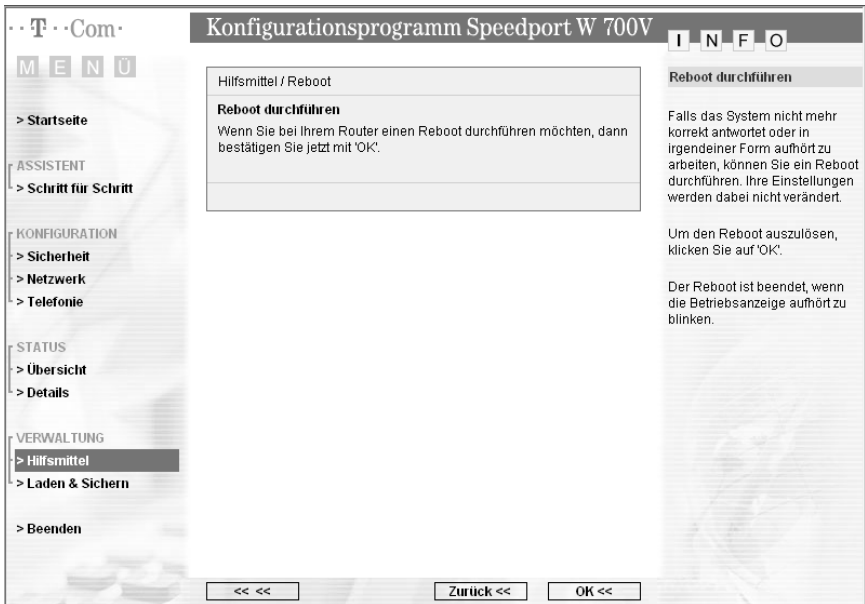 ··T··Com·
Konfigurationsprogramm Speedport W 700V
INFO
MENÜ
> Startseite
ASSISTENT
> Schritt für Schritt
KONFIGURATION
> Sicherheit
> Netzwerk
> Telefonie
STATUS
> Übersicht
> Details
VERWALTUNG
> Hilfsmittel
> Laden & Sichern
> Beenden
Hilfsmittel / Reboot
Reboot durchführen
Wenn Sie bei Ihrem Router einen Reboot durchführen möchten, dann
bestätigen Sie jetzt mit 'OK'.
<< <<
Zurück <<
OK <<
Reboot durchführen
Falls das System nicht mehr
korrekt antwortet oder in
irgendeiner Form aufhört zu
arbeiten, können Sie ein Reboot
durchführen. Ihre Einstellungen
werden dabei nicht verändert.
Um den Reboot auszulösen,
klicken Sie auf 'OK'.
Der Reboot ist beendet, wenn
die Betriebsanzeige aufhört zu
blinken.